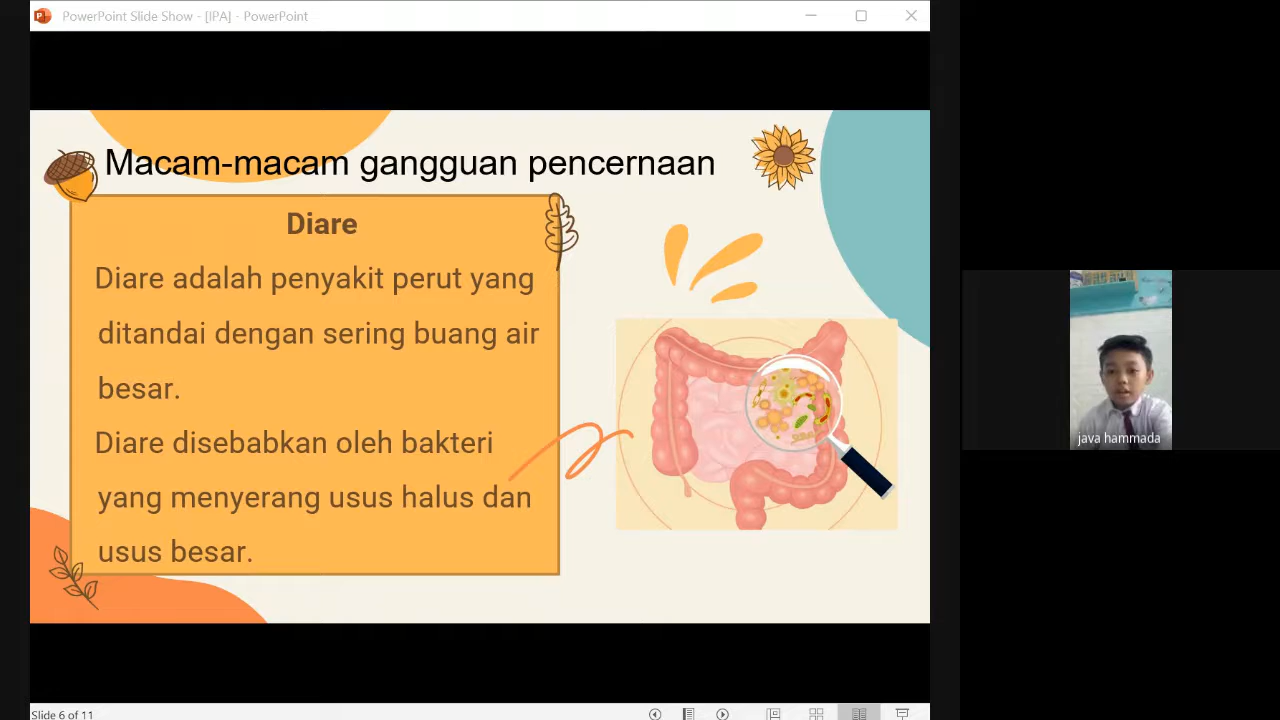 PowerPoint Slide Show - [IPA] - PowerPoint
Macam-macam gangguan pencernaan
Diare
Diare adalah penyakit perut yang
ditandai dengan sering buang air
besar.
Diare disebabkan oleh bakteri
yang menyerang usus halus dan
usus besar.
java hammada
Slide 6 of 11